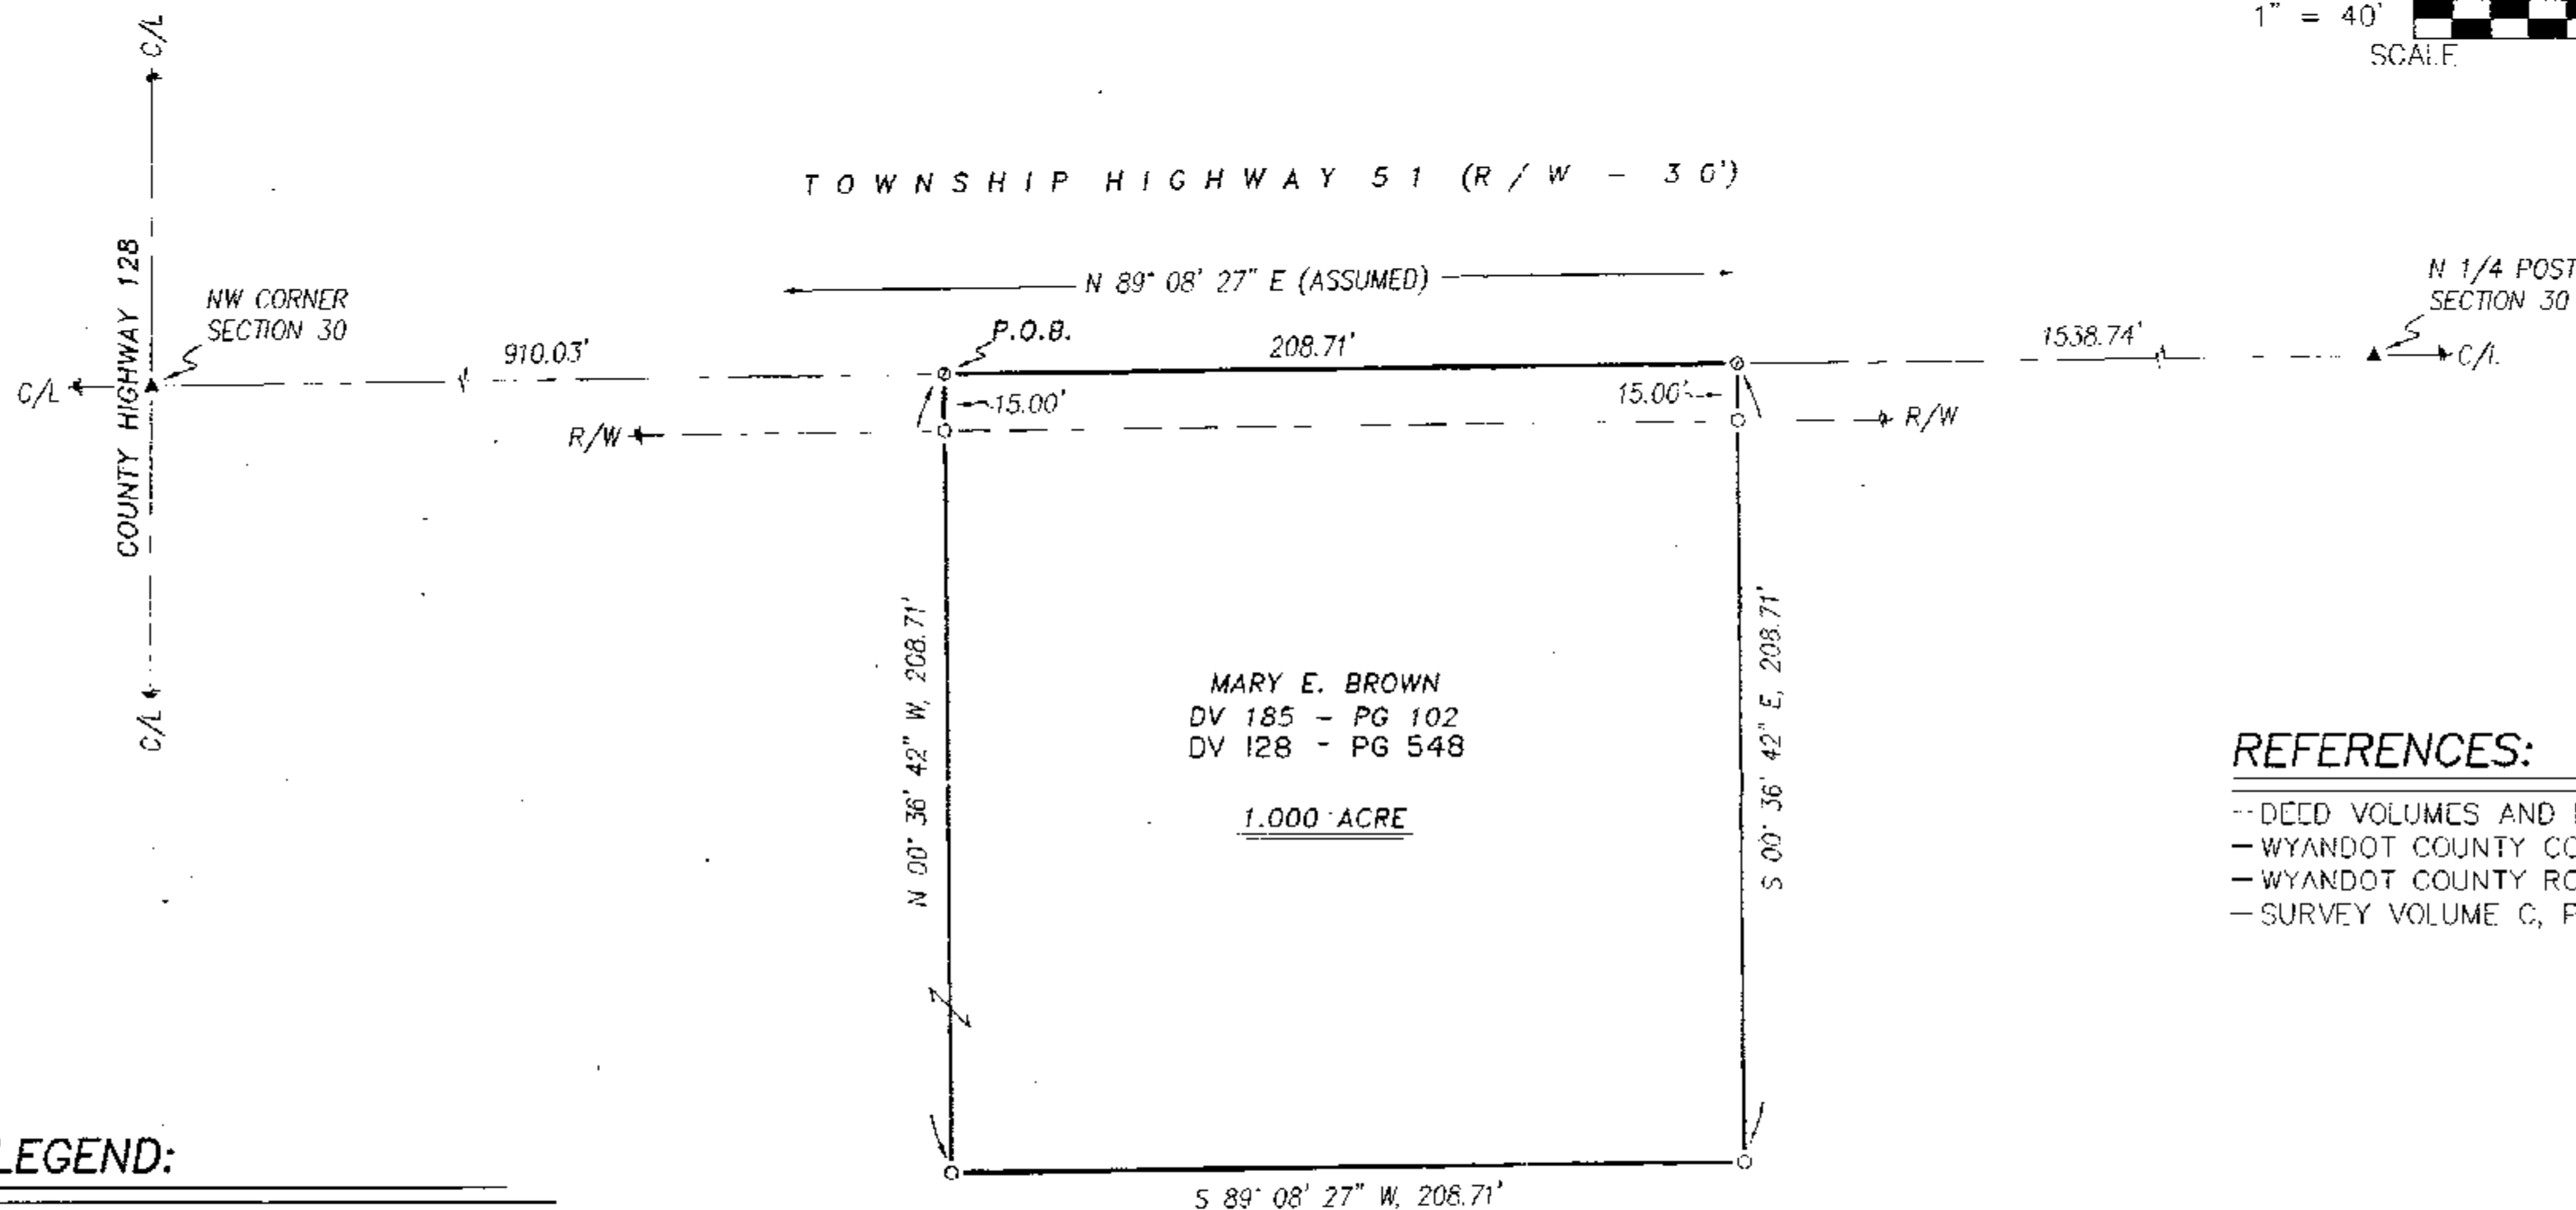 1" = 40'
SCALE
C/L
TOWNSHIP HIGHWAY 51 (R/W - 30')
COUNTY HIGHWAY 128
N 89° 08' 27" E (ASSUMED)
NW CORNER
SECTION 30
N 1/4 POST
SECTION 30
910.03'
P.O.B.
208.71'
1538.74'
C/L
C/L
15.00'
15.00'
R/W
R/W
C/L
N 00° 36' 42" W, 208.71'
S 00° 36' 42" E, 208.71'
MARY E. BROWN
DV 185 - PG 102
DV 128 - PG 548
1.000 ACRE
REFERENCES:
-DEED VOLUMES AND
-WYANDOT COUNTY CO
-WYANDOT COUNTY RO
-SURVEY VOLUME C, P
LEGEND:
S 89° 08' 27" W, 208.71'